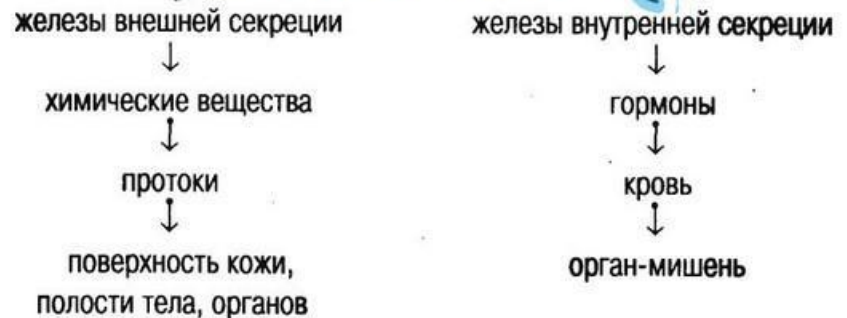 железы внешней секреции
химические вещества
протоки
поверхность кожи,
полости тела, органов
железы внутренней секреции
гормоны
кровь
орган-мишень